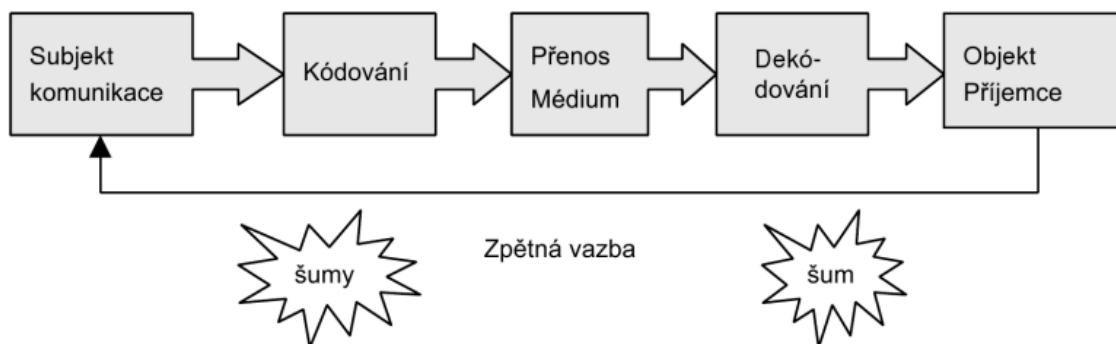 Subjekt
komunikace
Kódování
Přenos
Médium
Dekó-
dování
Objekt
Příjemce
Zpětná vazba
šumy
šum